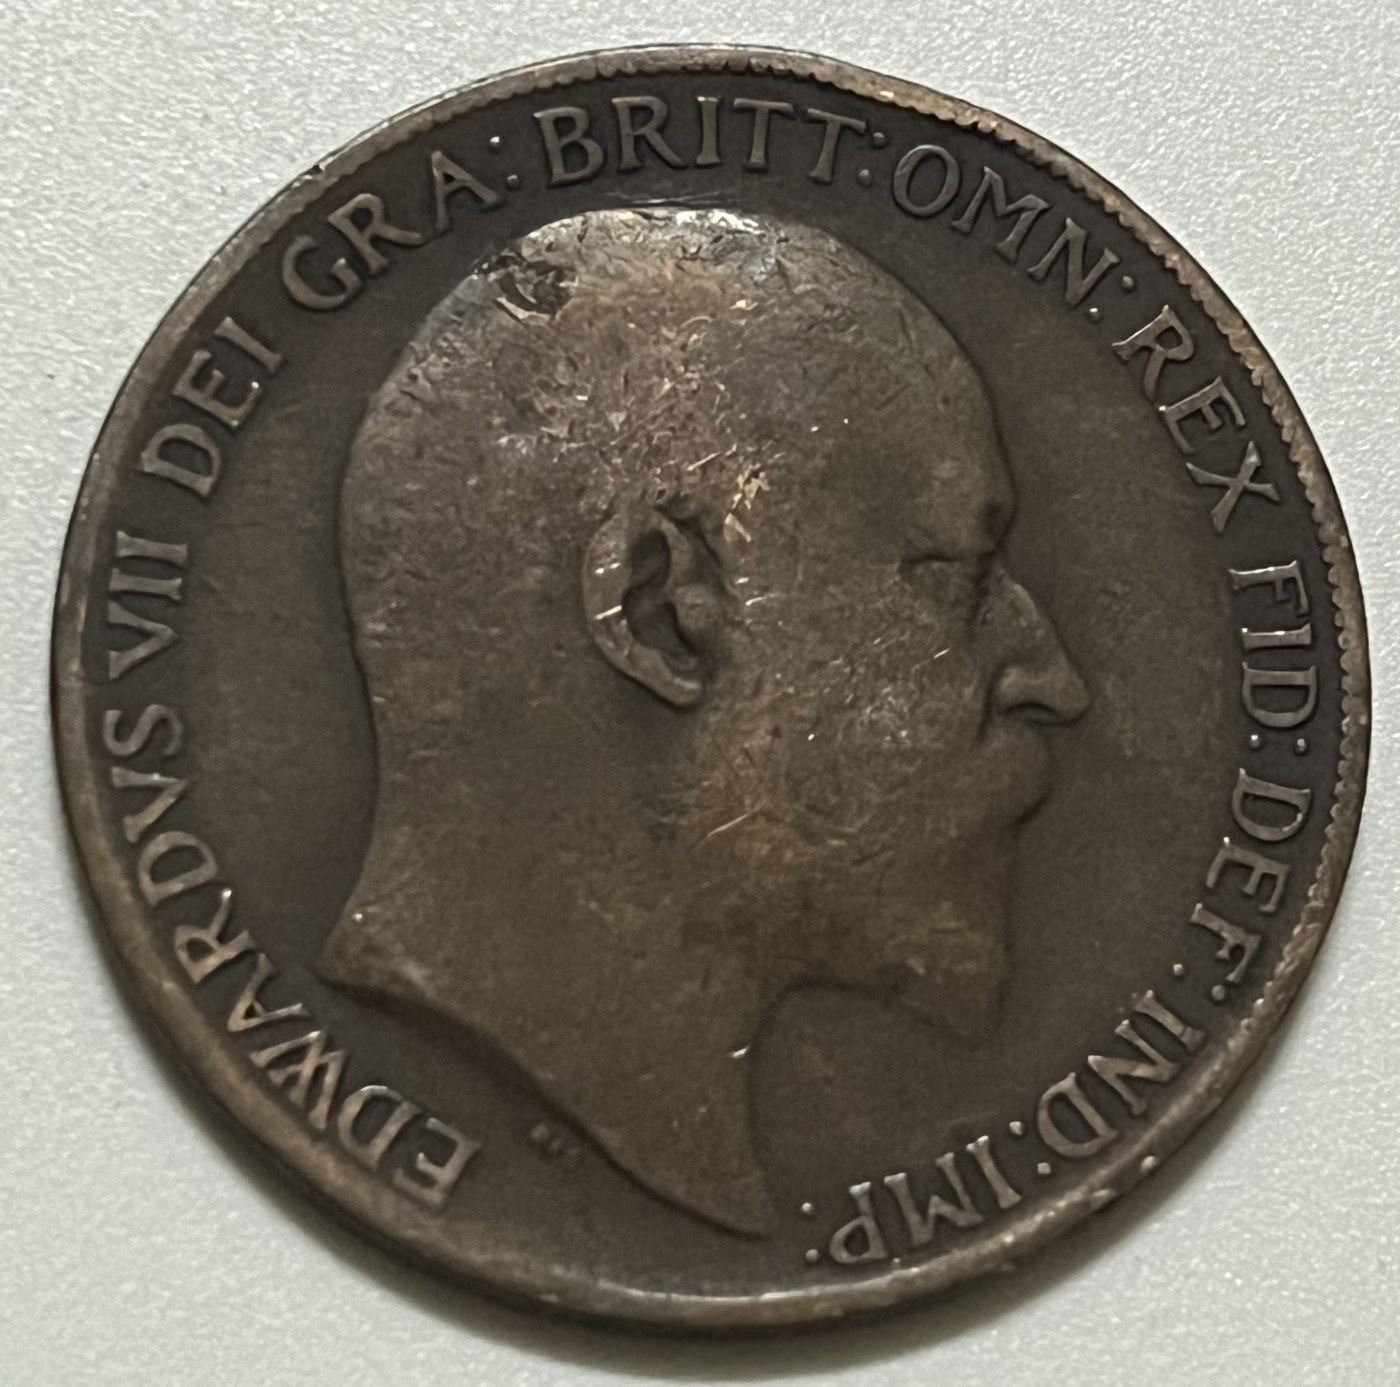 EDWARDVS VII DEI GRA: BRITT: OMN: REX FID: DEF: IND: IMP: